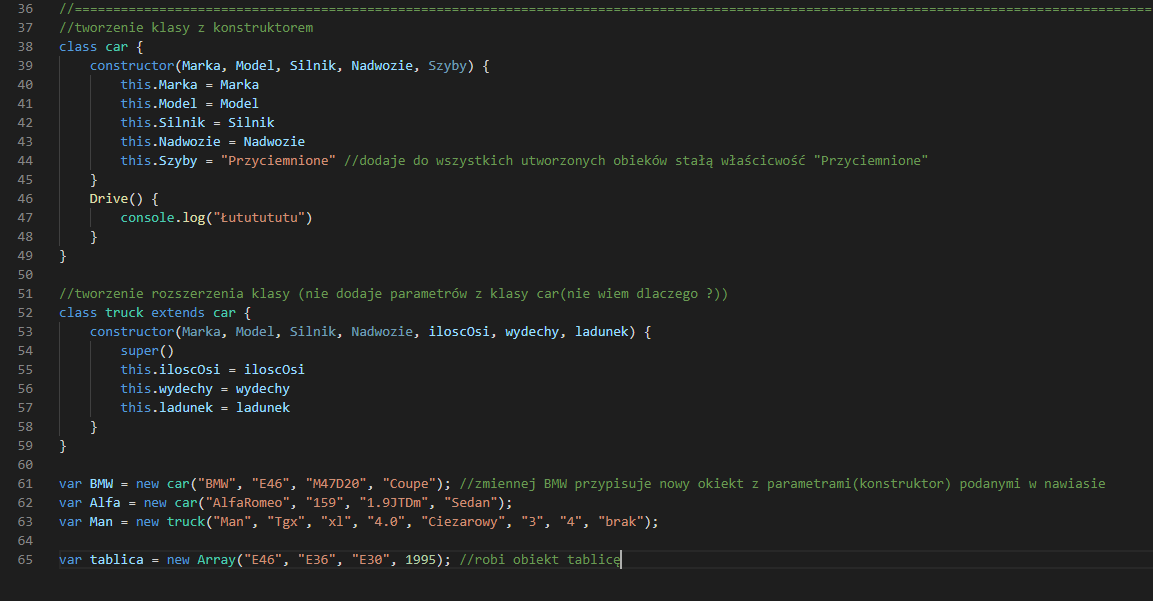 36 //==========================================================================================================================================
37 //tworzenie klasy z konstruktorem
38 class car {
39 constructor(Marka, Model, Silnik, Nadwozie, Szyby) {
40 this.Marka = Marka
41 this.Model = Model
42 this.Silnik = Silnik
43 this.Nadwozie = Nadwozie
44 this.Szyby = "Przyciemnione" //dodaje do wszystkich utworzonych obieków stałą właścicwość "Przyciemnione"
45 }
46 Drive() {
47 console.log("Łututututu")
48 }
49 }
50
51 //tworzenie rozszerzenia klasy (nie dodaje parametrów z klasy car(nie wiem dlaczego ?))
52 class truck extends car {
53 constructor(Marka, Model, Silnik, Nadwozie, iloscOsi, wydechy, ladunek) {
54 super()
55 this.iloscOsi = iloscOsi
56 this.wydechy = wydechy
57 this.ladunek = ladunek
58 }
59 }
60
61 var BMW = new car("BMW", "E46", "M47D20", "Coupe"); //zmiennej BMW przypisuje nowy okiekt z parametrami(konstruktor) podanymi w nawiasie
62 var Alfa = new car("AlfaRomeo", "159", "1.9JTDm", "Sedan");
63 var Man = new truck("Man", "Tgx", "xl", "4.0", "Ciezarowy", "3", "4", "brak");
64
65 var tablica = new Array("E46", "E36", "E30", 1995); //robi obiekt tablicę